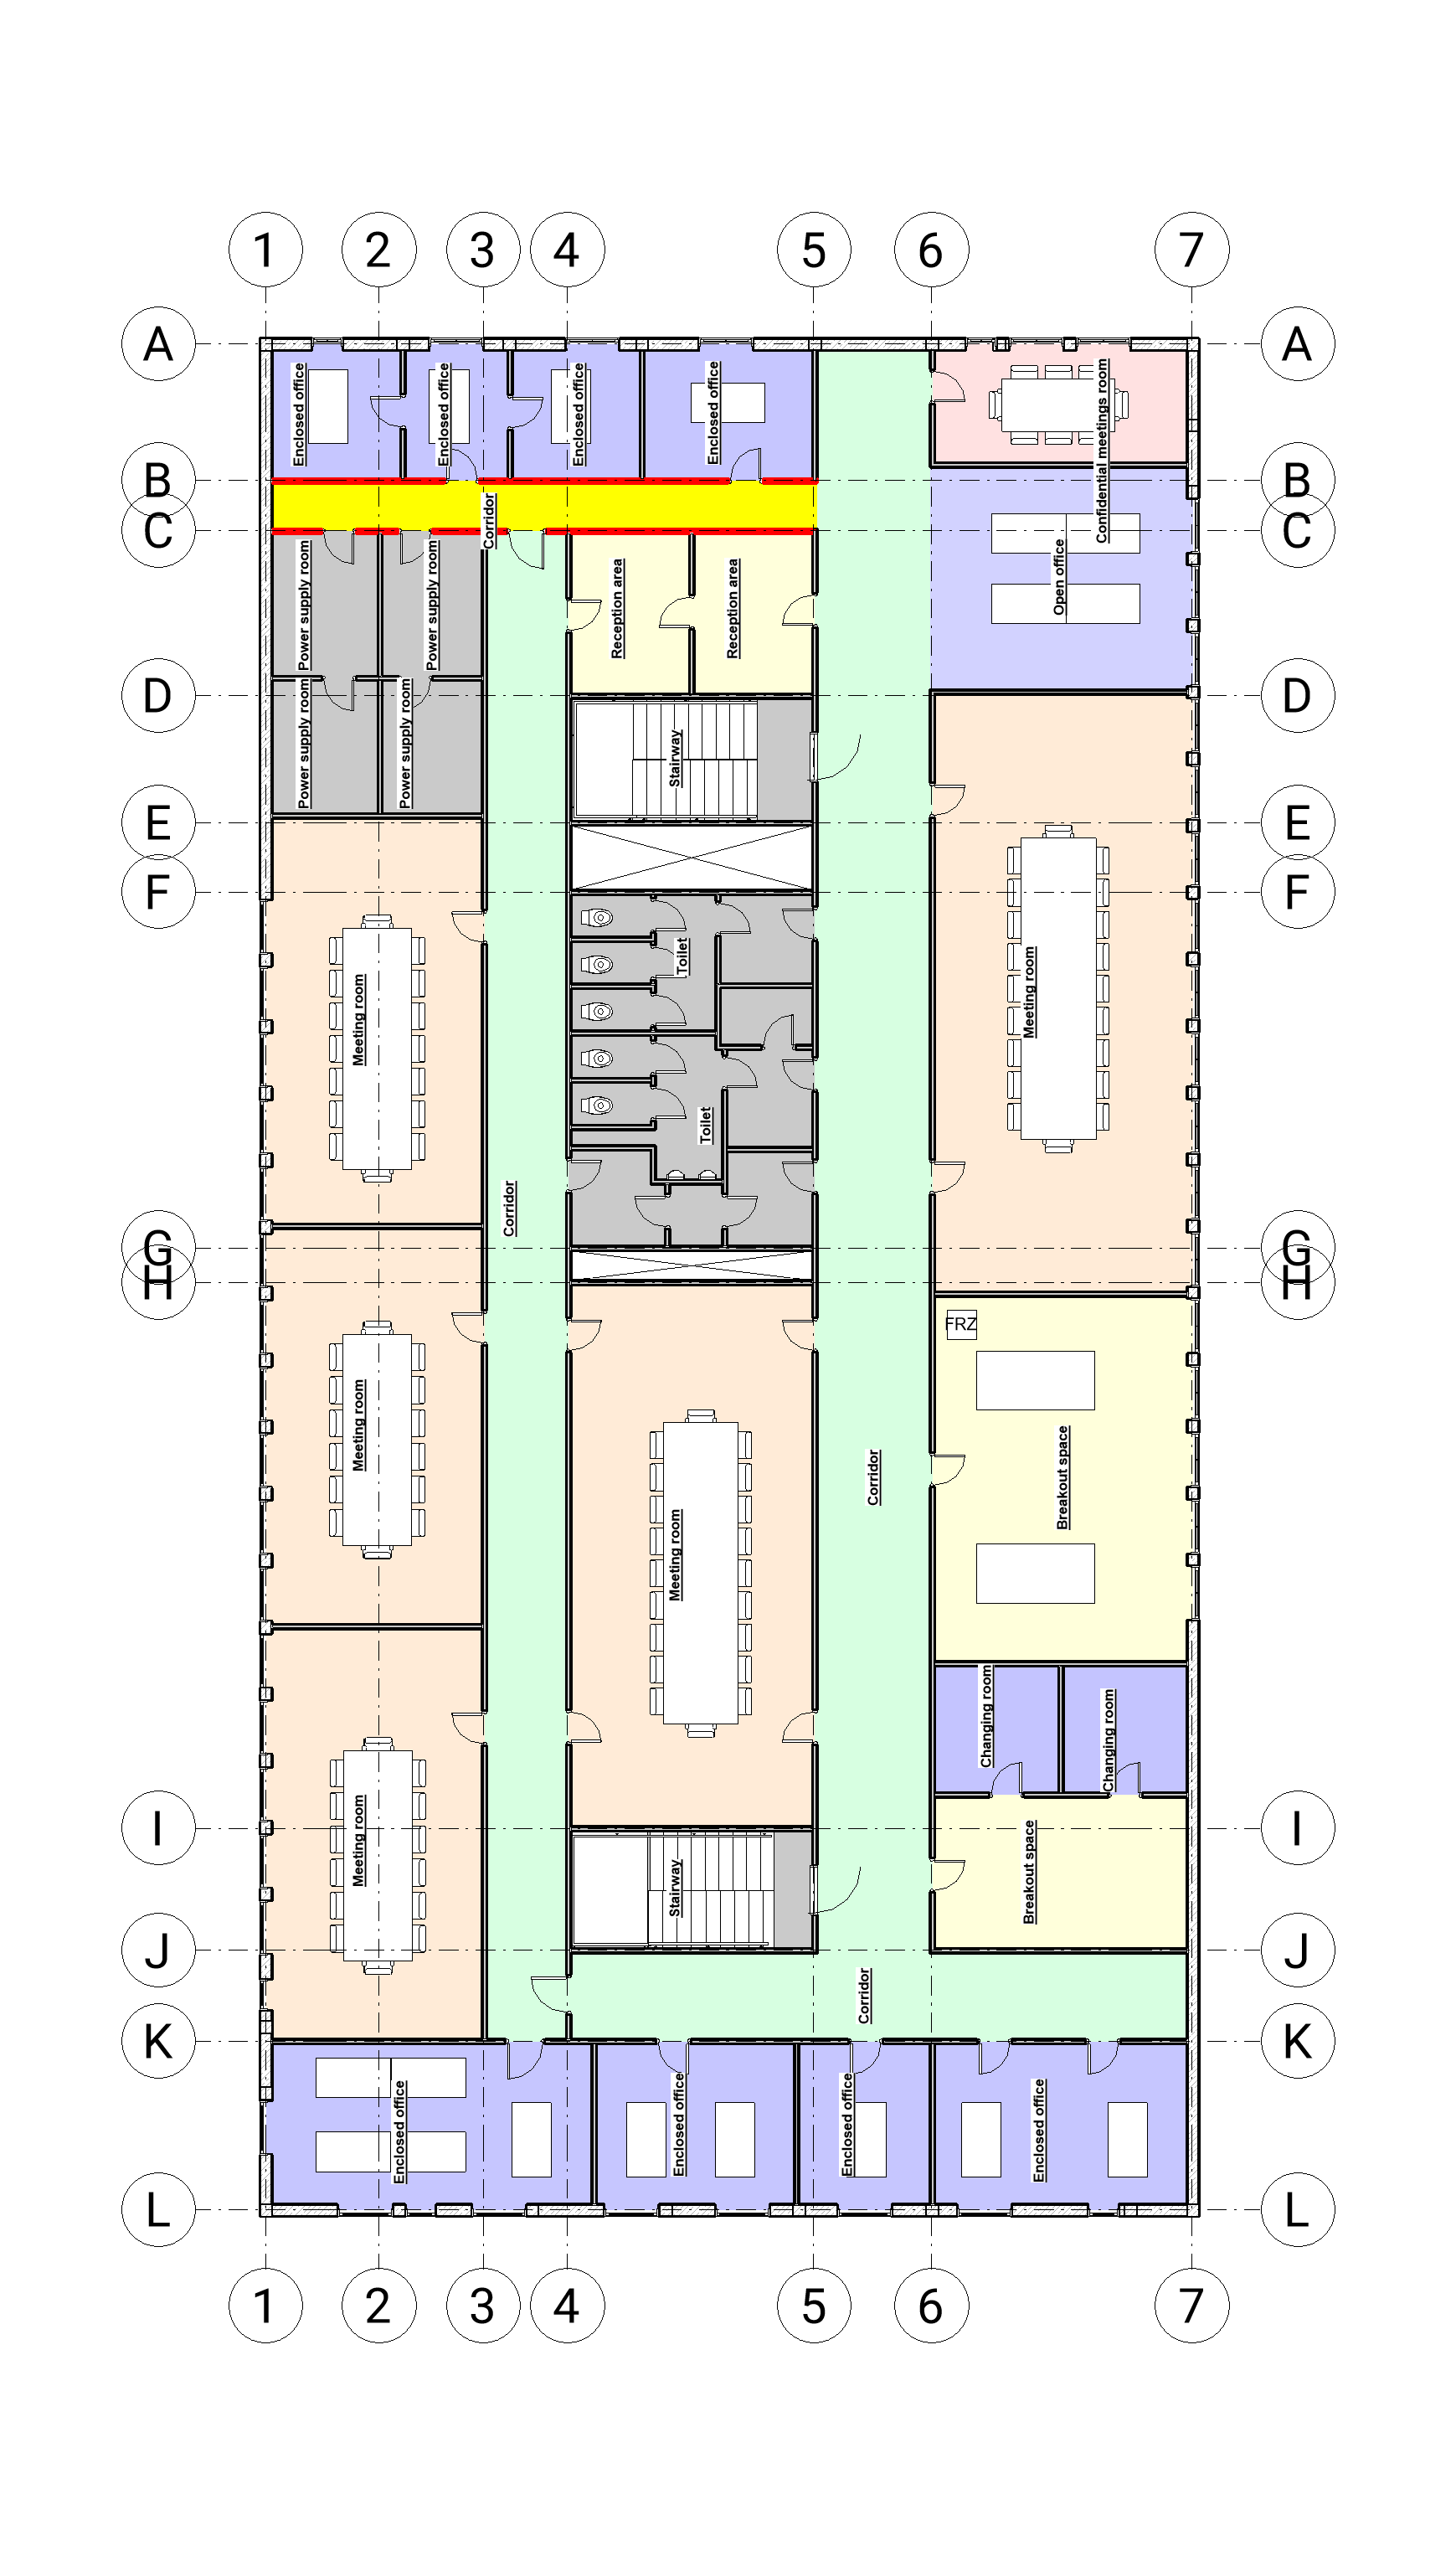 1 2 3 4 5 6 7
A A
Enclosed office Enclosed office Enclosed office Enclosed office Confidential meetings room
B B
Corridor
C C
Power supply room Power supply room Reception area Reception area Open office
D D
Power supply room Power supply room Stairway
E E
F F
Toilet
Meeting room Meeting room
Toilet
Corridor
G G
H H
FRZ
Meeting room Corridor Breakout space
Meeting room
Changing room Changing room
I I
Meeting room Stairway Breakout space
J J
Corridor
K K
Enclosed office Enclosed office Enclosed office Enclosed office
L L
1 2 3 4 5 6 7